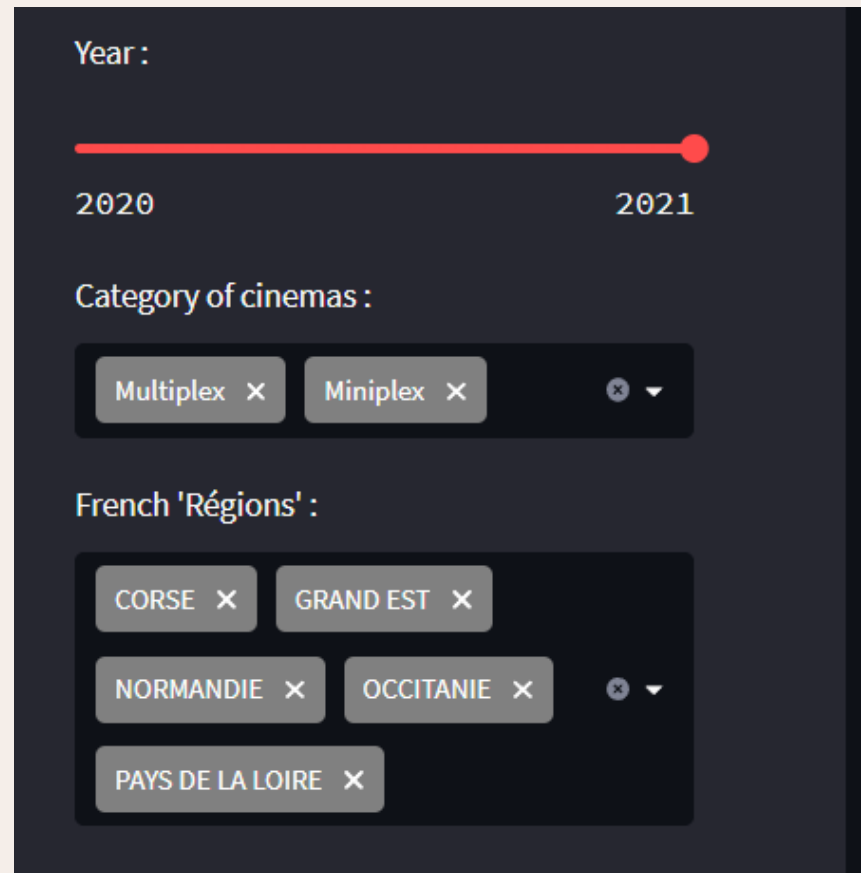 Year :
2020 2021
Category of cinemas :
Multiplex Miniplex
French 'Régions' :
CORSE GRAND EST
NORMANDIE OCCITANIE
PAYS DE LA LOIRE